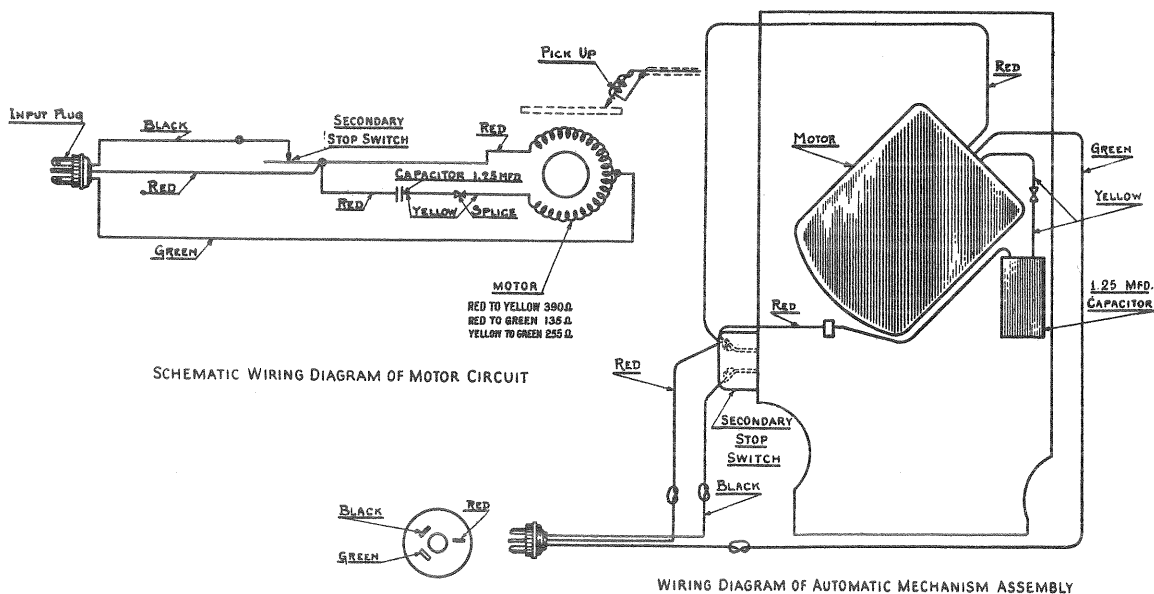 PICK UP
INPUT PLUG
BLACK
SECONDARY
STOP SWITCH
RED
CAPACITOR 1.25 MFD
RED
RED
YELLOW
SPLICE
GREEN
MOTOR
RED TO YELLOW 390Ω
RED TO GREEN 135Ω
YELLOW TO GREEN 255Ω
SCHEMATIC WIRING DIAGRAM OF MOTOR CIRCUIT
RED
MOTOR
GREEN
YELLOW
1.25 MFD.
CAPACITOR
RED
RED
SECONDARY
STOP
SWITCH
BLACK
BLACK
RED
GREEN
WIRING DIAGRAM OF AUTOMATIC MECHANISM ASSEMBLY